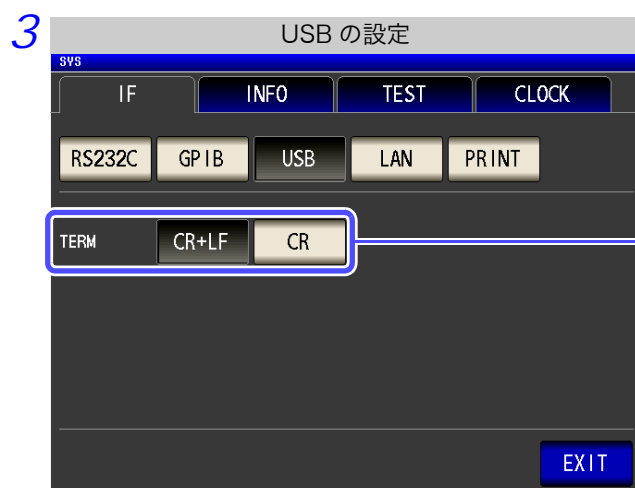 3
USB の設定
SYS
IF INFO TEST CLOCK
RS232C GPIB USB LAN PRINT
TERM CR+LF CR
EXIT